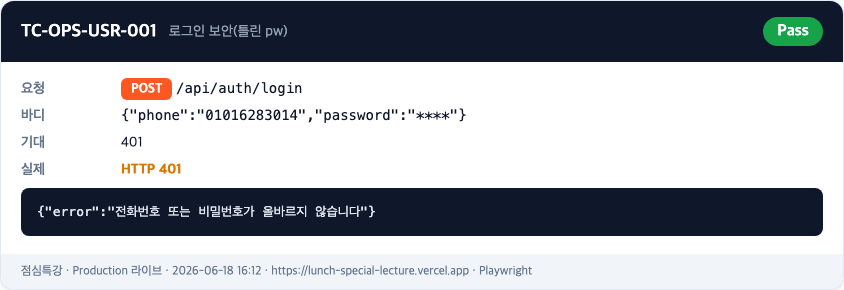 TC-OPS-USR-001 로그인 보안(틀린 pw) Pass
요청 POST /api/auth/login
바디 {"phone":"01016283014","password":"****"}
기대 401
실제 HTTP 401
{"error":"전화번호 또는 비밀번호가 올바르지 않습니다"}
점심특강 · Production 라이브 · 2026-06-18 16:12 · https://lunch-special-lecture.vercel.app · Playwright